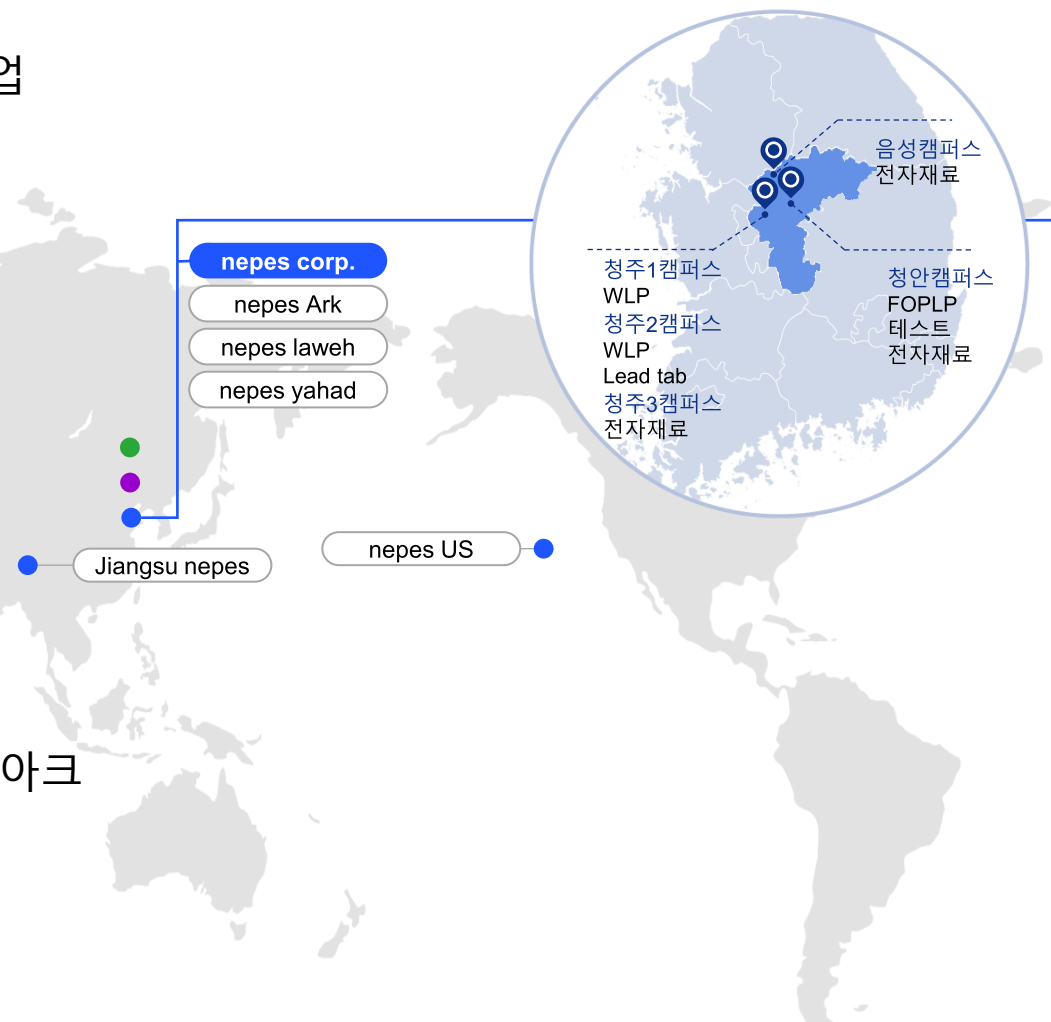 업
nepes corp.
nepes Ark
nepes laweh
nepes yahad
Jiangsu nepes
nepes US
음성캠퍼스
전자재료
청주1캠퍼스
WLP
청주2캠퍼스
WLP
Lead tab
청주3캠퍼스
전자재료
청안캠퍼스
FOPLP
테스트
전자재료
아크